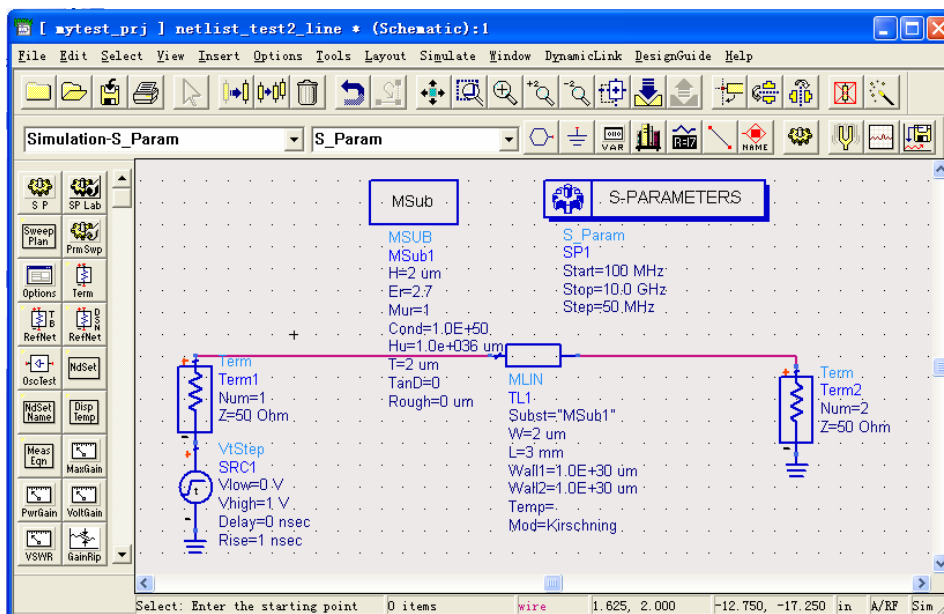 [ mytest_prj ] netlist_test2_line * (Schematic):1
File Edit Select View Insert Options Tools Layout Simulate Window DynamicLink DesignGuide Help
Simulation-S_Param S_Param
VAR
R=17
NAME
S P SP Lab
Sweep Plan PrmSwp
Options Term
RefNet RefNet
OscTest NdSet
NdSet Name Disp Temp
Meas Eqn MaxGain
PwrGain VoltGain
VSWR GainRip
MSub
MSUB
MSub1
H=2 um
Er=2.7
Mur=1
Cond=1.0E+50
Hu=1.0e+036 um
T=2 um
TanD=0
Rough=0 um
S-PARAMETERS
S_Param
SP1
Start=100 MHz
Stop=10.0 GHz
Step=50 MHz
Term
Term1
Num=1
Z=50 Ohm
VtStep
SRC1
Vlow=0 V
Vhigh=1 V
Delay=0 nsec
Rise=1 nsec
MLIN
TL1
Subst="MSub1"
W=2 um
L=3 mm
Wall1=1.0E+30 um
Wall2=1.0E+30 um
Temp=
Mod=Kirschning
Term
Term2
Num=2
Z=50 Ohm
Select: Enter the starting point 0 items wire 1.625, 2.000 -12.750, -17.250 in A/RF Sim